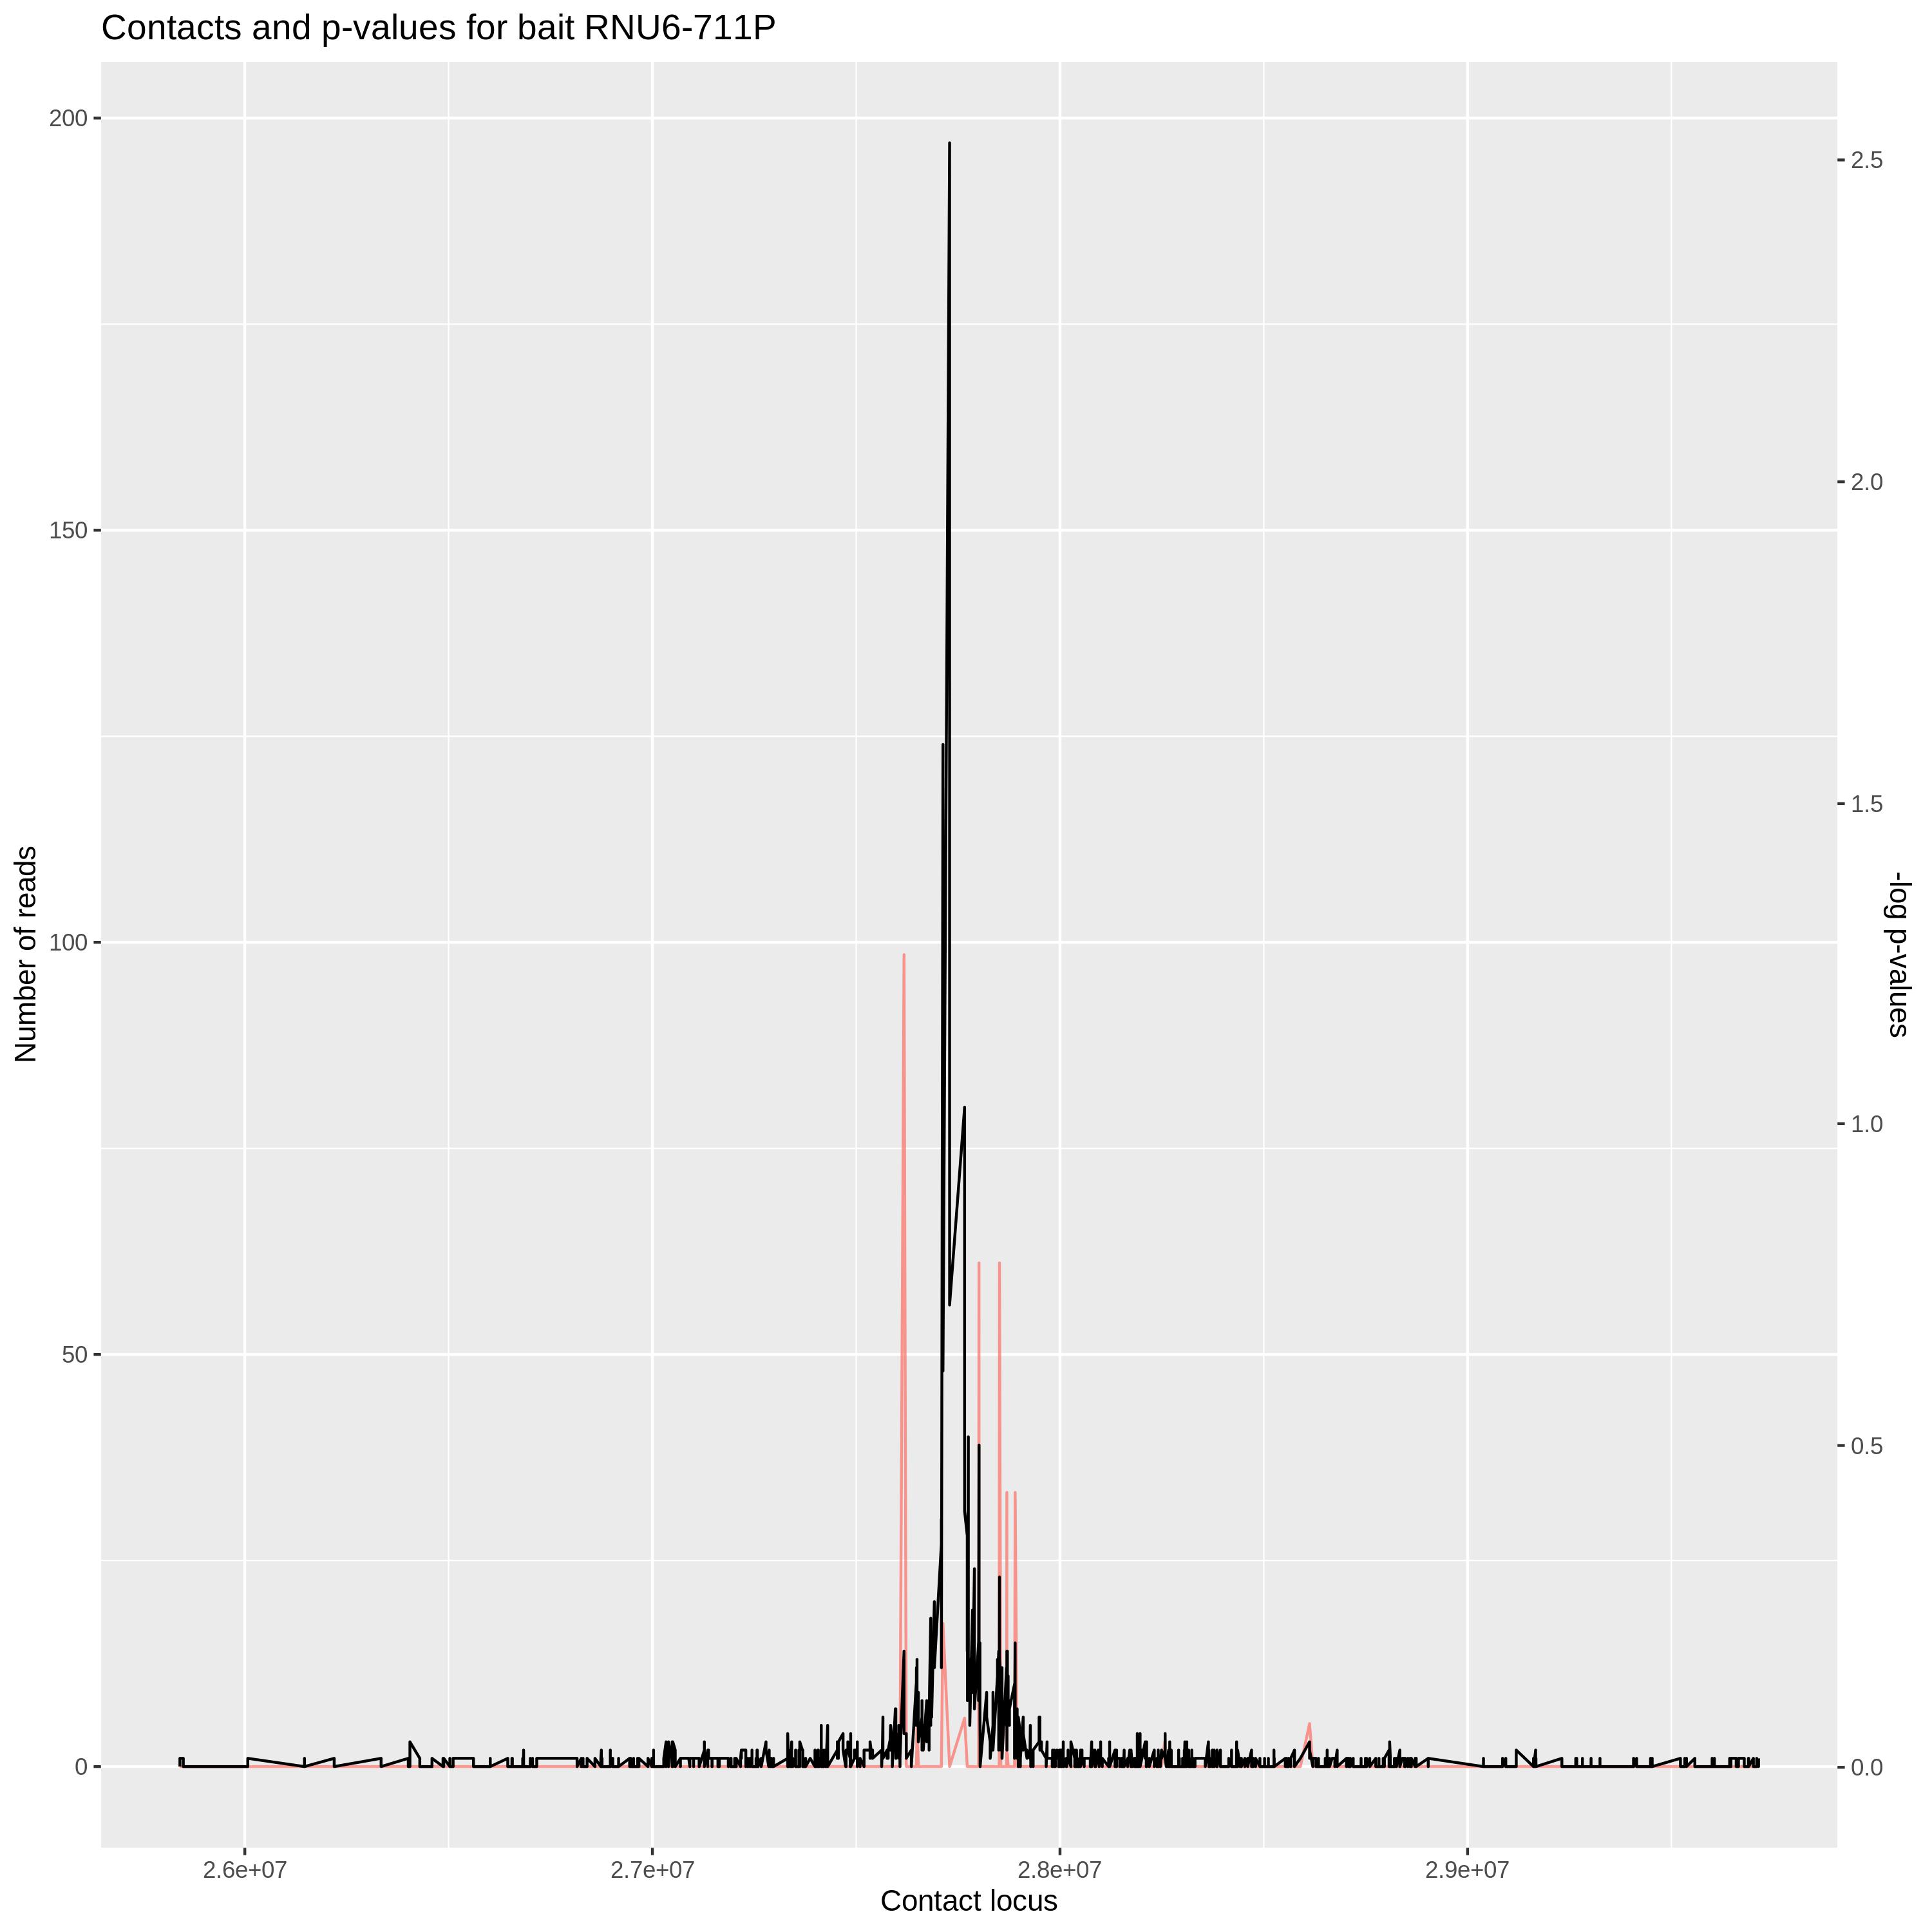 Contacts and p-values for bait RNU6-711P
200
150
100
50
0
Number of reads
2.5
2.0
1.5
1.0
0.5
0.0
-log p-values
2.6e+07
2.7e+07
2.8e+07
2.9e+07
Contact locus